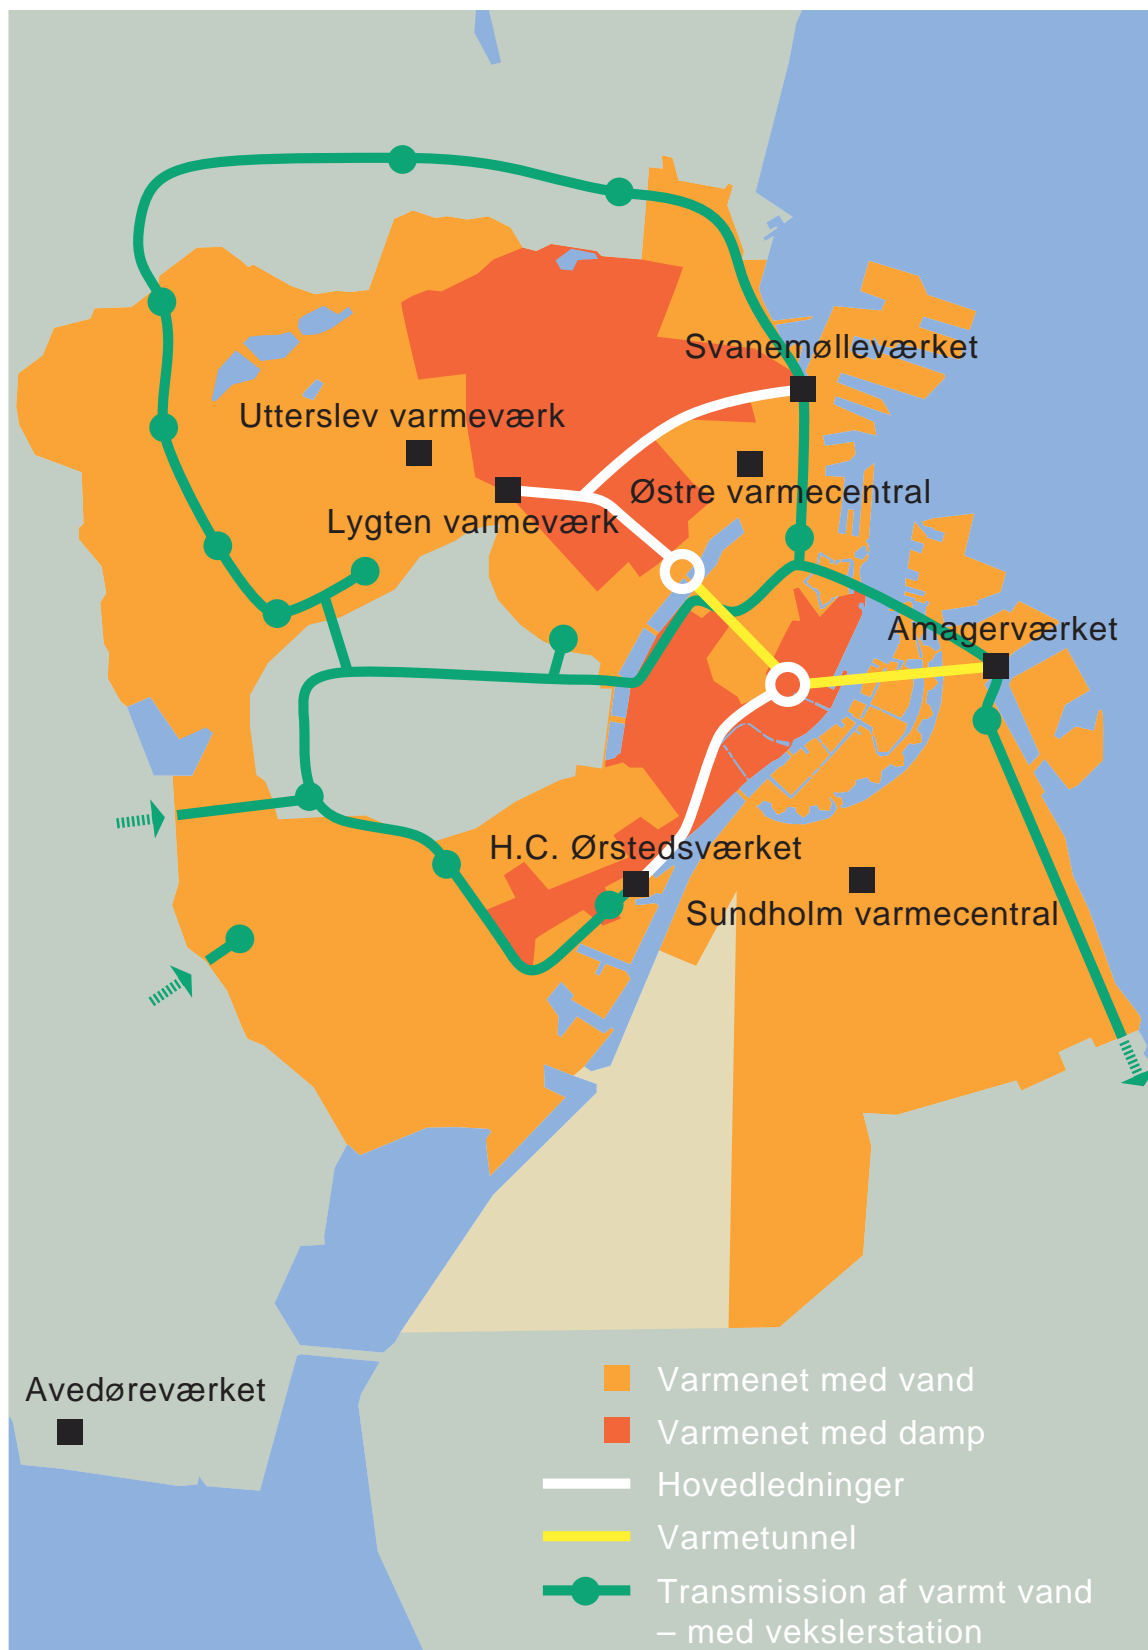 Svanemølleværket
Utterslev varmeværk
Østre varmecentral
Lygten varmeværk
Amagerværket
H.C. Ørstedsværket
Sundholm varmecentral
Avedøreværket
Varmenet med vand
Varmenet med damp
Hovedledninger
Varmetunnel
Transmission af varmt vand
– med vekslerstation